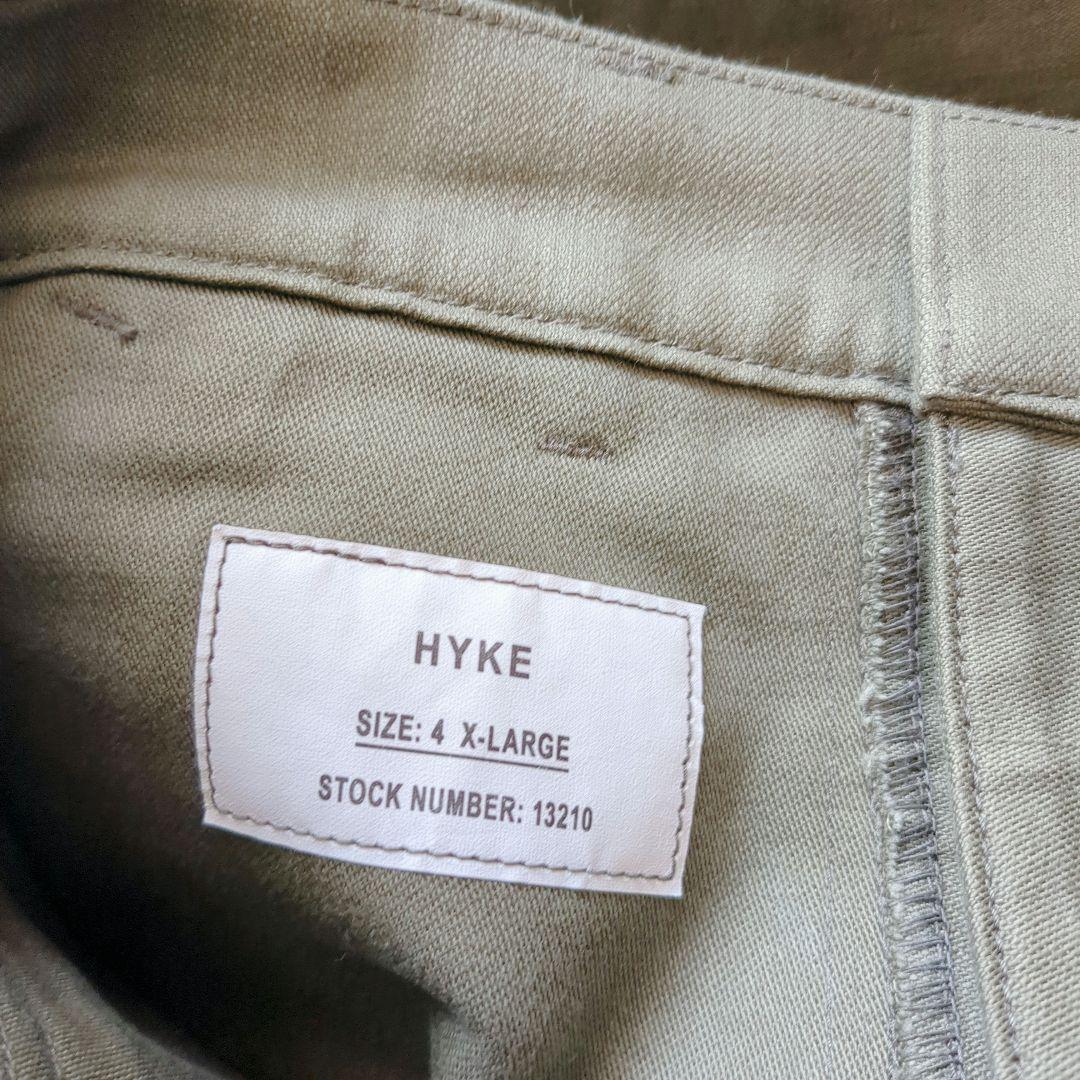 HYKE
SIZE: 4 X-LARGE
STOCK NUMBER: 13210